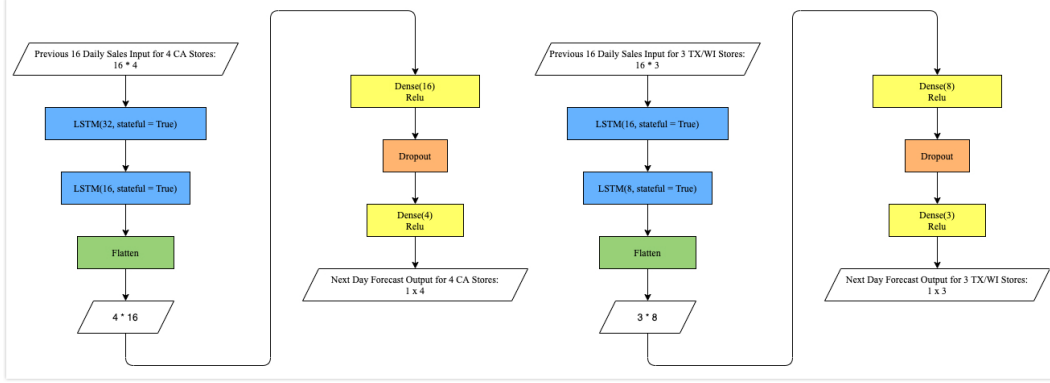 Previous 16 Daily Sales Input for 4 CA Stores:
16 * 4
LSTM(32, stateful = True)
LSTM(16, stateful = True)
Flatten
4 * 16
Dense(16)
Relu
Dropout
Dense(4)
Relu
Next Day Forecast Output for 4 CA Stores:
1 x 4
Previous 16 Daily Sales Input for 3 TX/WI Stores:
16 * 3
LSTM(16, stateful = True)
LSTM(8, stateful = True)
Flatten
3 * 8
Dense(8)
Relu
Dropout
Dense(3)
Relu
Next Day Forecast Output for 3 TX/WI Stores:
1 x 3